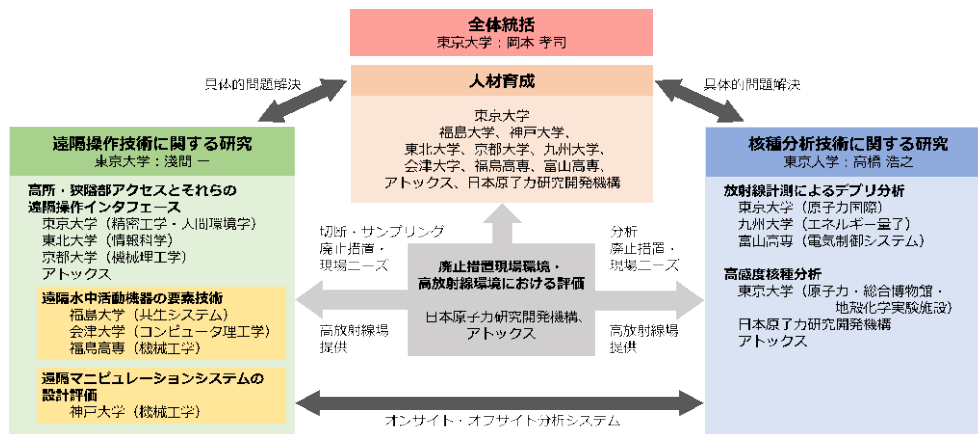 全体統括
東京大学：岡本 孝司
人材育成
東京大学
福島大学、神戸大学、
東北大学、京都大学、九州大学、
会津大学、福島高専、富山高専、
アトックス、日本原子力研究開発機構
具体的問題解決
具体的問題解決
遠隔操作技術に関する研究
東京大学：淺間 一
高所・狭隘部アクセスとそれらの
遠隔操作インタフェース
東京大学（精密工学・人間環境学）
東北大学（情報科学）
京都大学（機械理工学）
アトックス
遠隔水中活動機器の要素技術
福島大学（共生システム）
会津大学（コンピュータ理工学）
福島高専（機械工学）
遠隔マニピュレーションシステムの
設計評価
神戸大学（機械工学）
切断・サンプリング
廃止措置・
現場ニーズ
高放射線場
提供
廃止措置現場環境・
高放射線環境における評価
日本原子力研究開発機構、
アトックス
分析
廃止措置・
現場ニーズ
高放射線場
提供
核種分析技術に関する研究
東京大学：高橋 浩之
放射線計測によるデブリ分析
東京大学（原子力国際）
九州大学（エネルギー量子）
富山高専（電気制御システム）
高感度核種分析
東京大学（原子力・総合博物館・
地殻化学実験施設）
日本原子力研究開発機構
アトックス
オンサイト・オフサイト分析システム